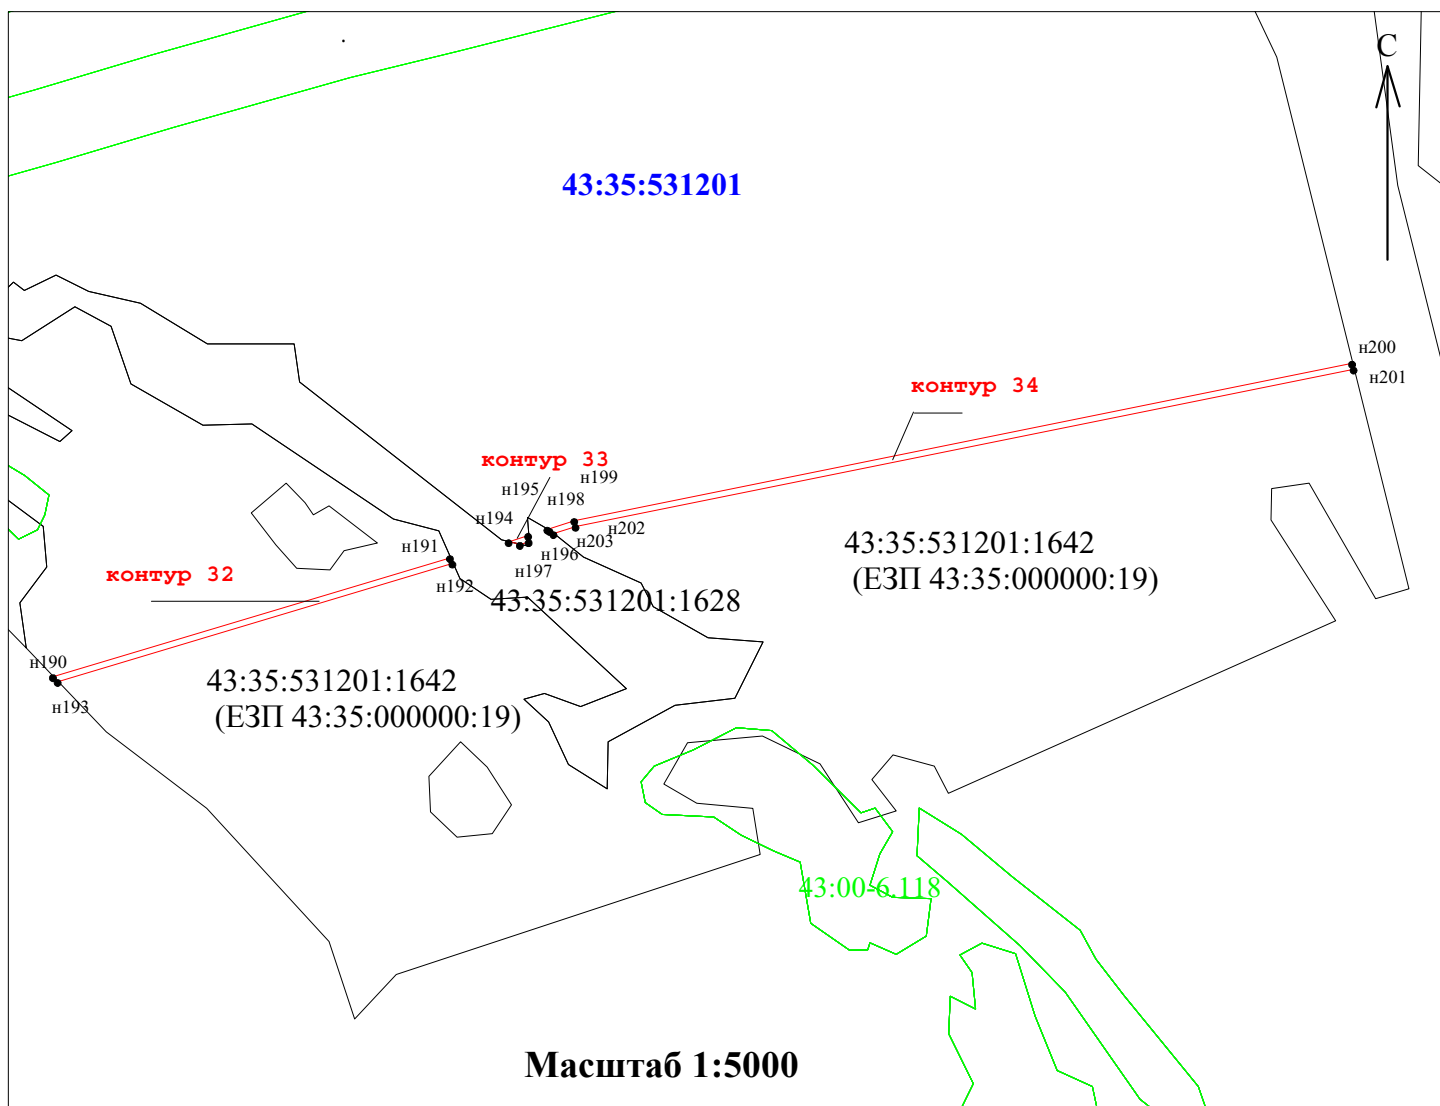 С
43:35:531201
н200
н201
контур 34
контур 33
н199
н195
н198
н194
н202
н203
н196
н197
н191
н192
43:35:531201:1642
(ЕЗП 43:35:000000:19)
контур 32
43:35:531201:1628
н190
н193
43:35:531201:1642
(ЕЗП 43:35:000000:19)
43:00-6.118
Масштаб 1:5000